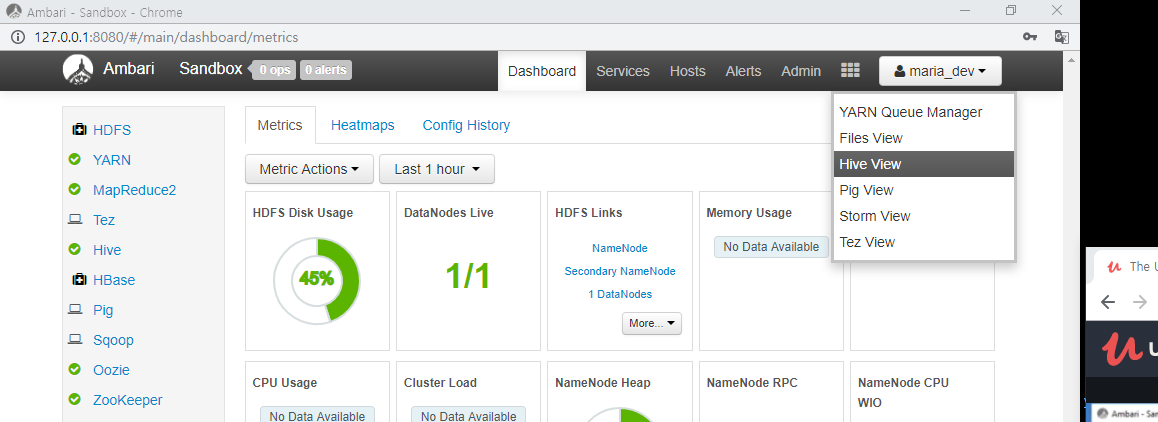 Ambari - Sandbox - Chrome
127.0.0.1:8080/#/main/dashboard/metrics
Ambari Sandbox 0 ops 0 alerts Dashboard Services Hosts Alerts Admin maria_dev
YARN Queue Manager
Files View
Hive View
Pig View
Storm View
Tez View
HDFS
YARN
MapReduce2
Tez
Hive
HBase
Pig
Sqoop
Oozie
ZooKeeper
Metrics Heatmaps Config History
Metric Actions Last 1 hour
HDFS Disk Usage
45%
DataNodes Live
1/1
HDFS Links
NameNode
Secondary NameNode
1 DataNodes
More...
Memory Usage
No Data Available
CPU Usage
No Data Available
Cluster Load
No Data Available
NameNode Heap
NameNode RPC
NameNode CPU
WIO
The U
Ambari - San